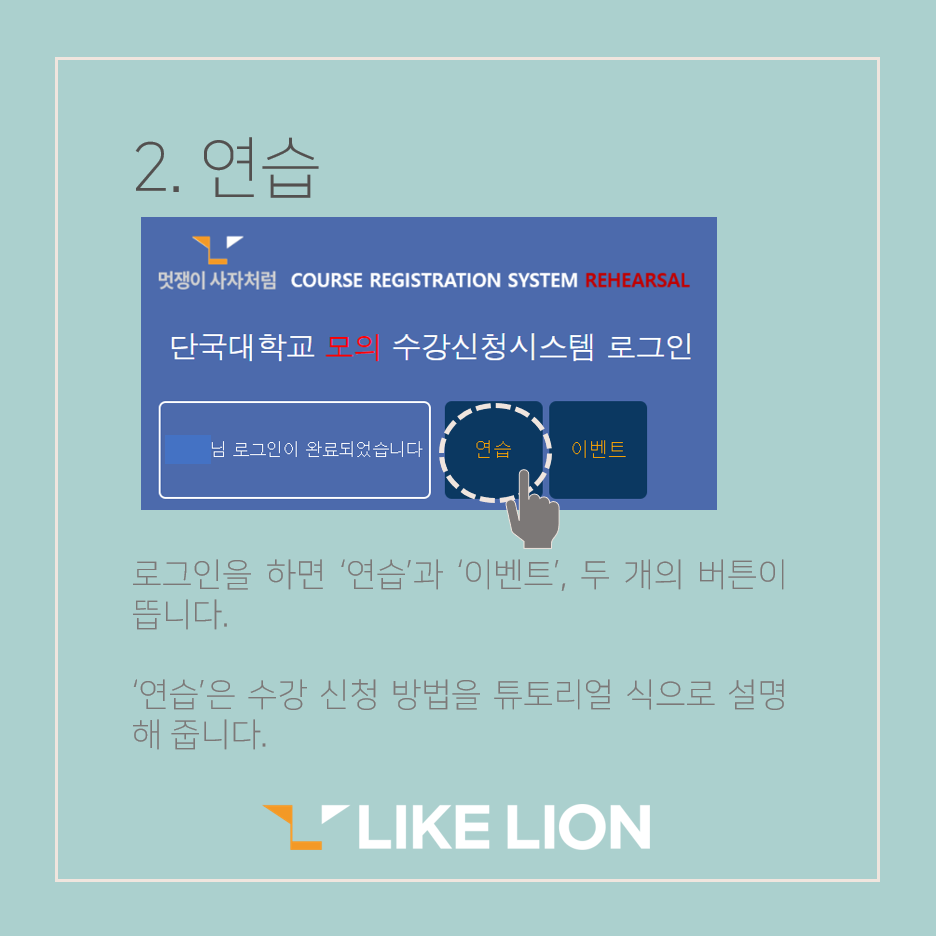 2. 연습
멋쟁이 사자처럼 COURSE REGISTRATION SYSTEM REHEARSAL
단국대학교 모의 수강신청시스템 로그인
님 로그인이 완료되었습니다 연습 이벤트
로그인을 하면 ‘연습’과 ‘이벤트’, 두 개의 버튼이
뜹니다.
‘연습’은 수강 신청 방법을 튜토리얼 식으로 설명
해 줍니다.
LIKE LION